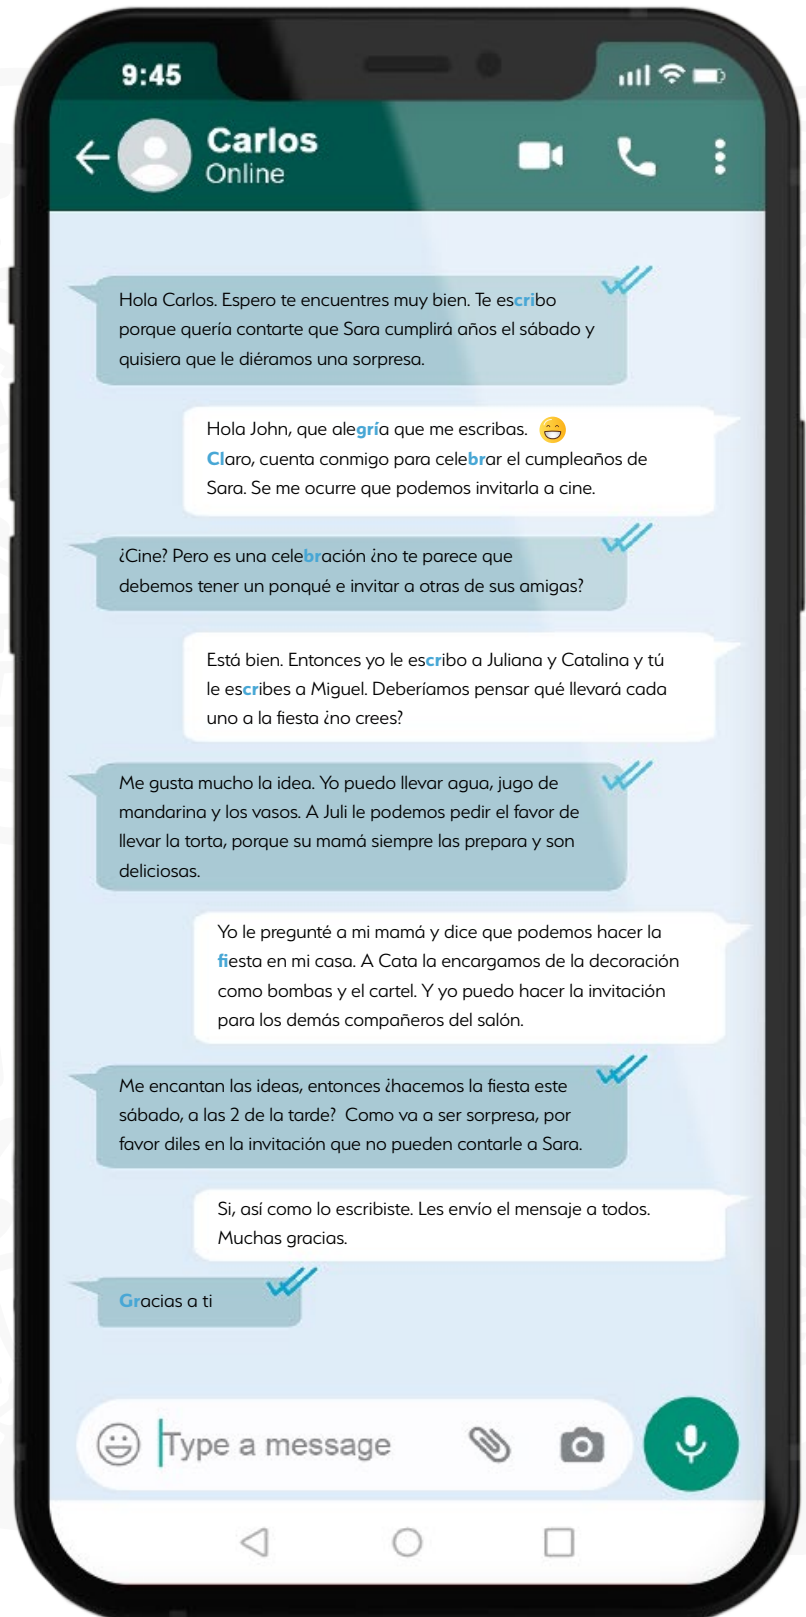 9:45
Carlos
Online
Hola Carlos. Espero te encuentres muy bien. Te escribo
porque quería contarte que Sara cumplirá años el sábado y
quisiera que le diéramos una sorpresa.
Hola John, que alegría que me escribas. 😁
Claro, cuenta conmigo para celebrar el cumpleaños de
Sara. Se me ocurre que podemos invitarla a cine.
¿Cine? Pero es una celebración ¿no te parece que
debemos tener un ponqué e invitar a otras de sus amigas?
Está bien. Entonces yo le escribo a Juliana y Catalina y tú
le escribes a Miguel. Deberíamos pensar qué llevará cada
uno a la fiesta ¿no crees?
Me gusta mucho la idea. Yo puedo llevar agua, jugo de
mandarina y los vasos. A Juli le podemos pedir el favor de
llevar la torta, porque su mamá siempre las prepara y son
deliciosas.
Yo le pregunté a mi mamá y dice que podemos hacer la
fiesta en mi casa. A Cata la encargamos de la decoración
como bombas y el cartel. Y yo puedo hacer la invitación
para los demás compañeros del salón.
Me encantan las ideas, entonces ¿hacemos la fiesta este
sábado, a las 2 de la tarde? Como va a ser sorpresa, por
favor diles en la invitación que no pueden contarle a Sara.
Si, así como lo escribiste. Les envío el mensaje a todos.
Muchas gracias.
Gracias a ti
Type a message